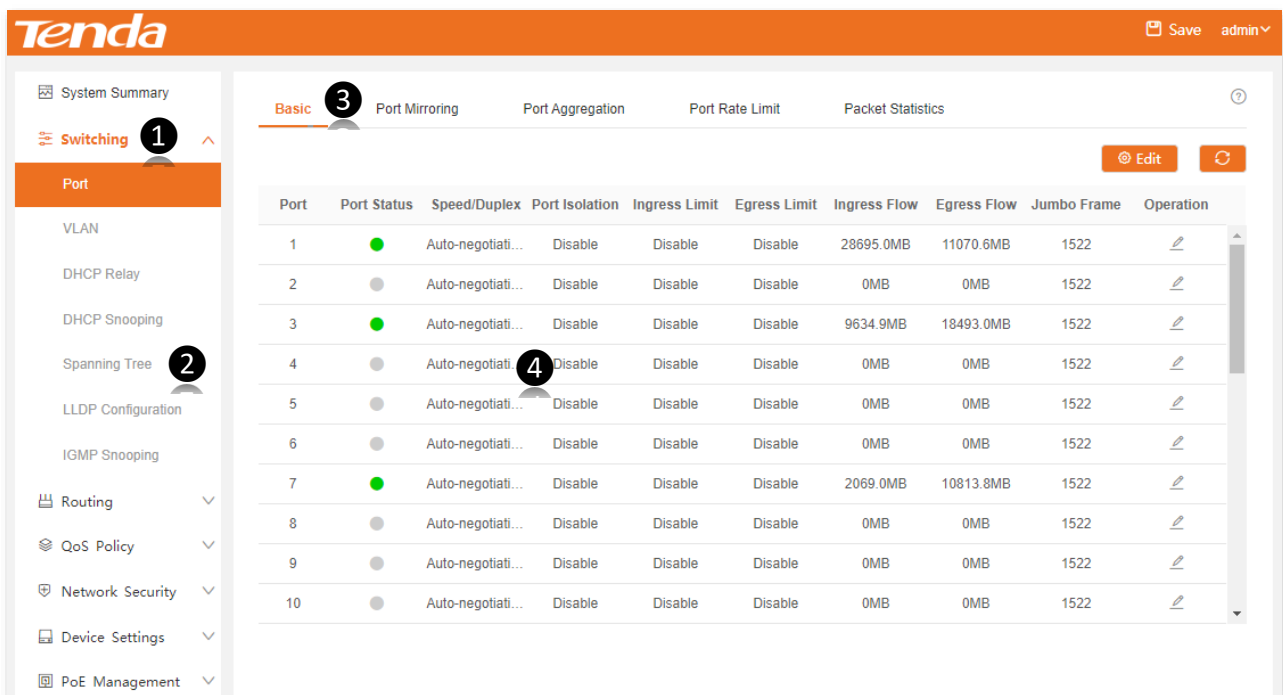 Tenda
Save admin
System Summary
Switching 1
Port
VLAN
DHCP Relay
DHCP Snooping
Spanning Tree 2
LLDP Configuration
IGMP Snooping
Routing
QoS Policy
Network Security
Device Settings
PoE Management
Basic 3 Port Mirroring Port Aggregation Port Rate Limit Packet Statistics ?
Edit
Port Port Status Speed/Duplex Port Isolation Ingress Limit Egress Limit Ingress Flow Egress Flow Jumbo Frame Operation
1 Auto-negotiati... Disable Disable Disable 28695.0MB 11070.6MB 1522
2 Auto-negotiati... Disable Disable Disable 0MB 0MB 1522
3 Auto-negotiati... Disable Disable Disable 9634.9MB 18493.0MB 1522
4 Auto-negotiati... 4 Disable Disable Disable 0MB 0MB 1522
5 Auto-negotiati... Disable Disable Disable 0MB 0MB 1522
6 Auto-negotiati... Disable Disable Disable 0MB 0MB 1522
7 Auto-negotiati... Disable Disable Disable 2069.0MB 10813.8MB 1522
8 Auto-negotiati... Disable Disable Disable 0MB 0MB 1522
9 Auto-negotiati... Disable Disable Disable 0MB 0MB 1522
10 Auto-negotiati... Disable Disable Disable 0MB 0MB 1522